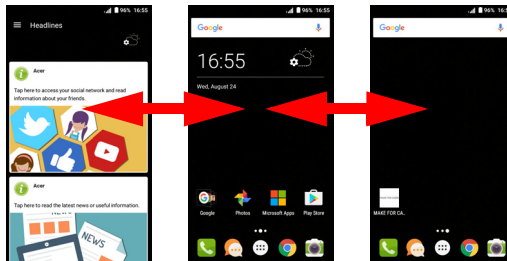 96% 16:55
Headlines
Acer
Tap here to access your social network and read
information about your friends.
Acer
Tap here to read the latest news or useful information.
NEWS
NEWS
96% 16:55
Google
16:55
Wed, August 24
Google
Photos
Microsoft Apps
Play Store
96% 16:55
Google
MAKE FOR CA..